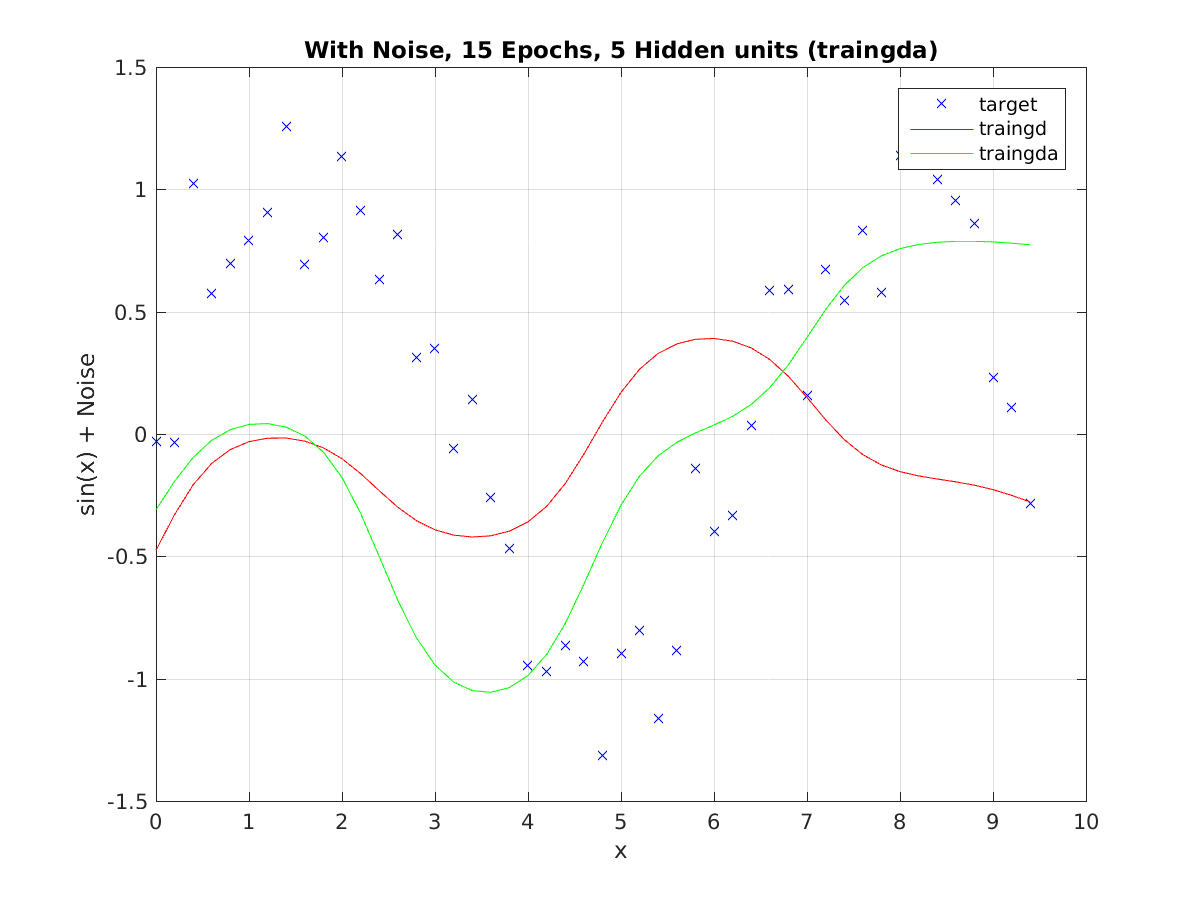 With Noise, 15 Epochs, 5 Hidden units (traingda)
1.5
target
traingd
traingda
1
0.5
0
-0.5
-1
-1.5
sin(x) + Noise
0 1 2 3 4 5 6 7 8 9 10
x